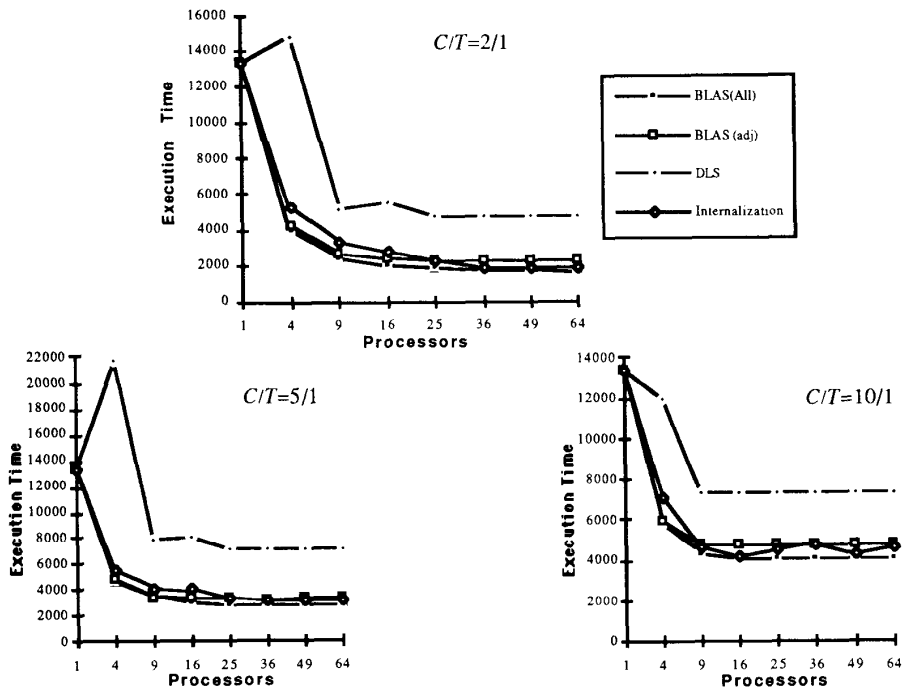 C/T=2/1
16000
14000
12000
10000
8000
6000
4000
2000
0
Execution Time
1 4 9 16 25 36 49 64
Processors
BLAS(All)
BLAS (adj)
DLS
Internalization
C/T=5/1
22000
20000
18000
16000
14000
12000
10000
8000
6000
4000
2000
0
Execution Time
1 4 9 16 25 36 49 64
Processors
C/T=10/1
14000
12000
10000
8000
6000
4000
2000
0
Execution Time
1 4 9 16 25 36 49 64
Processors